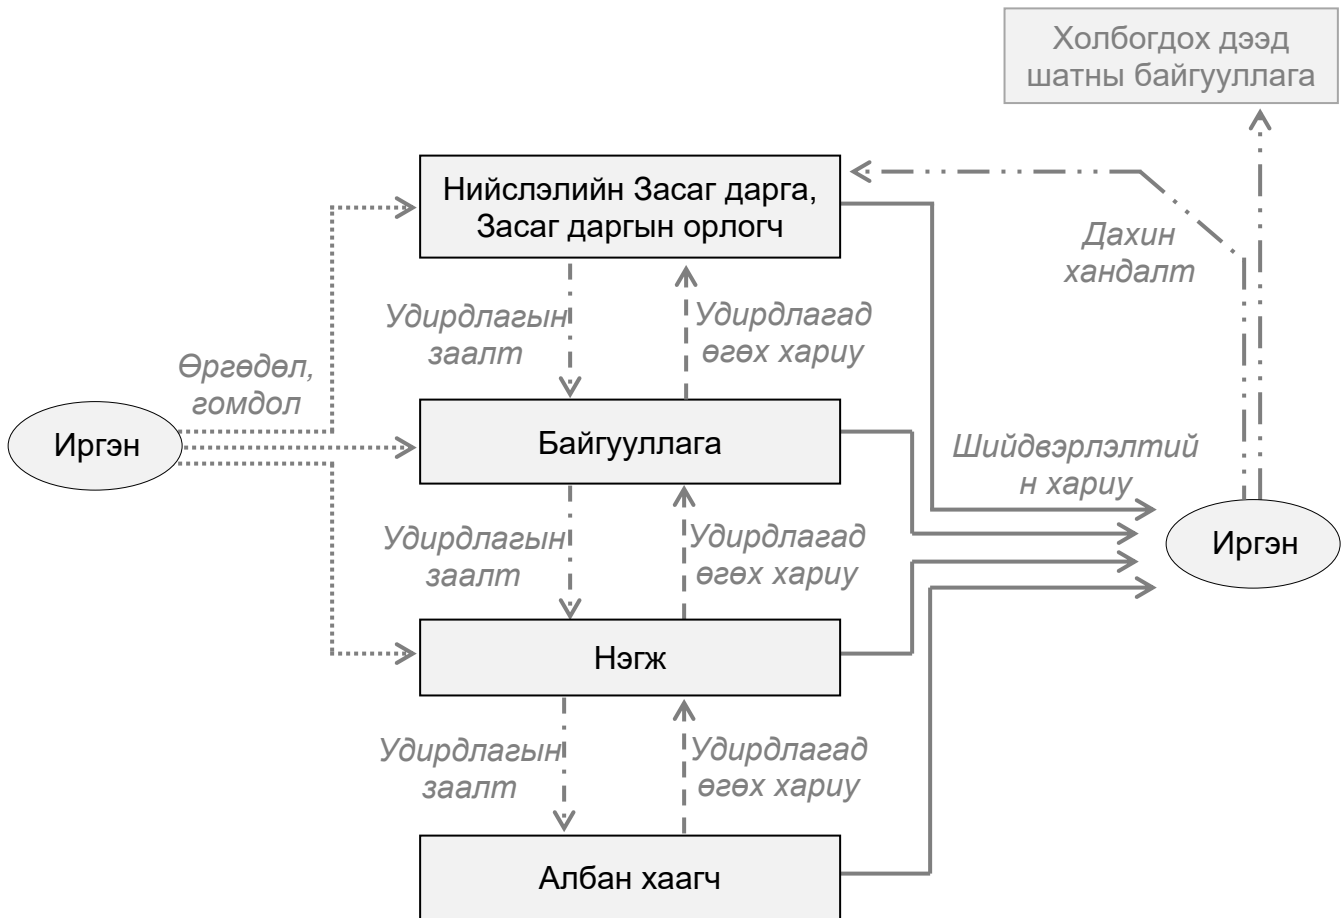 Холбогдох дээд
шатны байгууллага
Нийслэлийн Засаг дарга,
Засаг даргын орлогч
Дахин
хандалт
Удирдлагын
заалт
Удирдлагад
өгөх хариу
Өргөдөл,
гомдол
Иргэн
Байгууллага
Шийдвэрлэлтий
н хариу
Удирдлагын
заалт
Удирдлагад
өгөх хариу
Иргэн
Нэгж
Удирдлагын
заалт
Удирдлагад
өгөх хариу
Албан хаагч